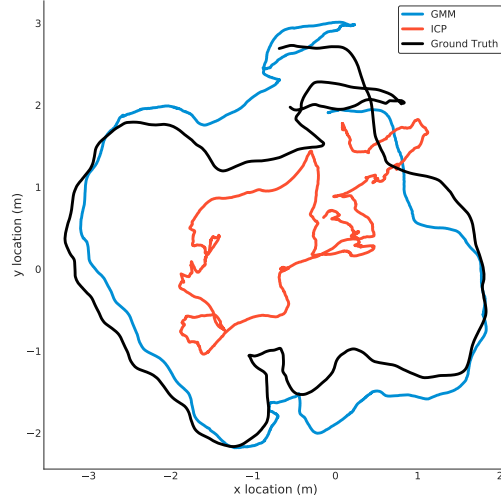 GMM
ICP
Ground Truth
3
2
1
0
−1
−2
y location (m)
−3 −2 −1 0 1 2
x location (m)